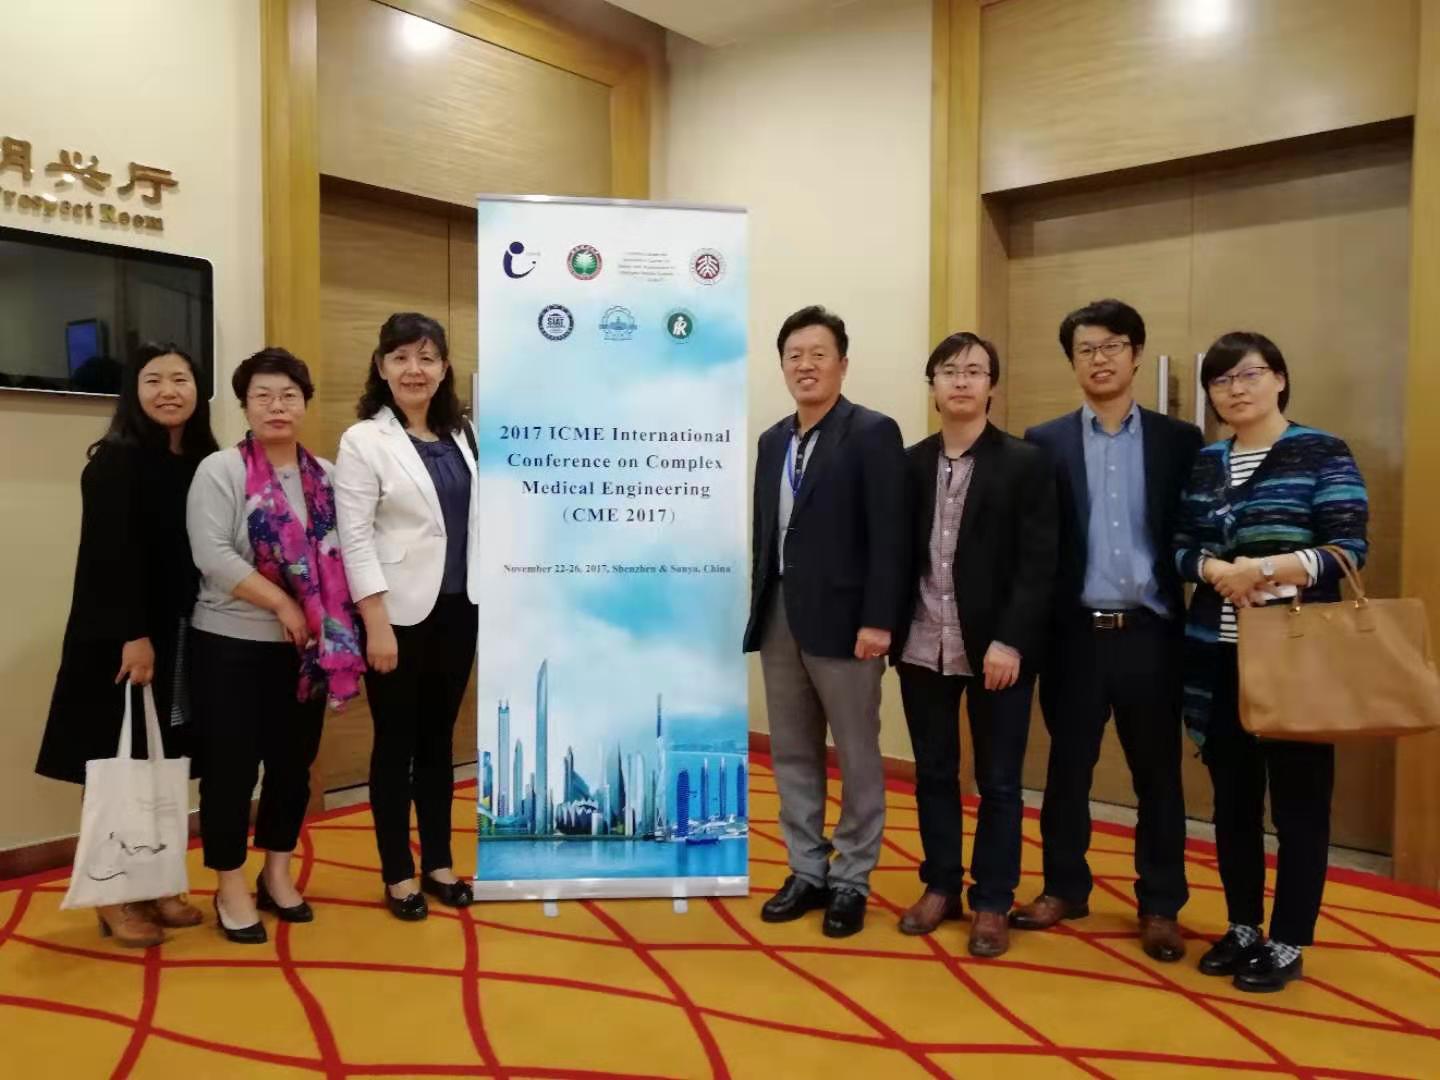 兴厅
Prospect Room
SIAT
2017 ICME International
Conference on Complex
Medical Engineering
(CME 2017)
November 22-26, 2017, Shenzhen & Sanya, China